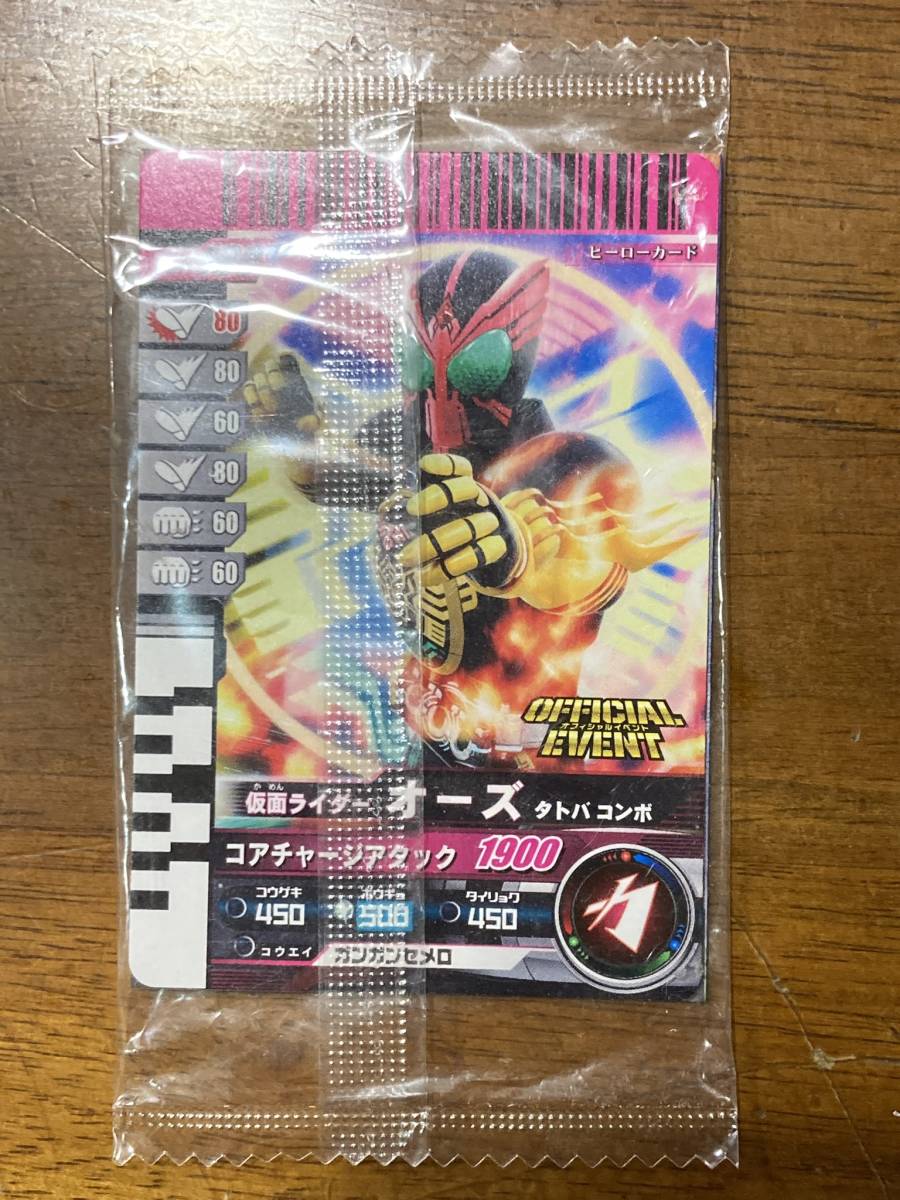 ヒーローカード
80
80
60
80
60
60
OFFICIAL
オフィシャルイベント
EVENT
かめん
仮面ライダー オーズ タトバ コンボ
コアチャージアタック 1900
コウゲキ ボウギョ タイリョク
450 500 450
コウエイ ガンガンセメロ
カ